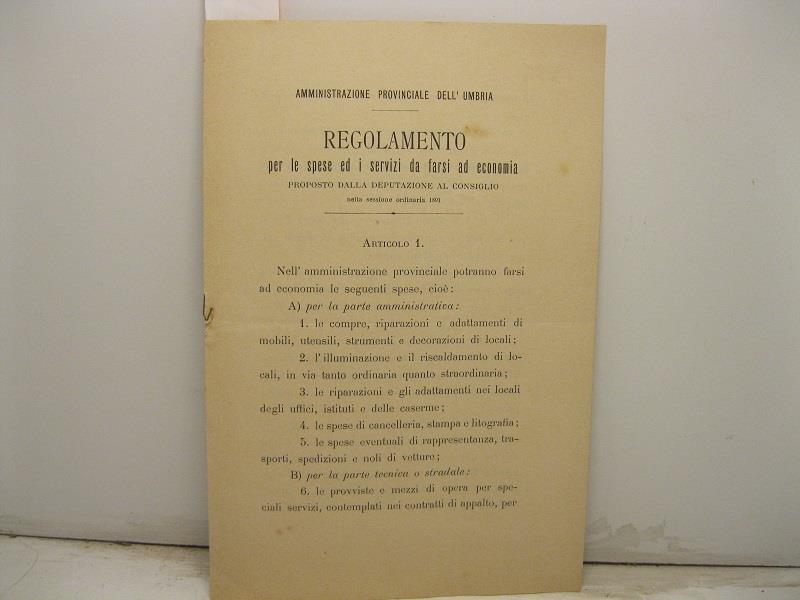 AMMINISTRAZIONE PROVINCIALE DELL' UMBRIA
REGOLAMENTO
per le spese ed i servizi da farsi ad economia
PROPOSTO DALLA DEPUTAZIONE AL CONSIGLIO
nella sessione ordinaria 1891
ARTICOLO 1.
Nell' amministrazione provinciale potranno farsi
ad economia le seguenti spese, cioè:
A) per la parte amministrativa:
1. le compre, riparazioni e adattamenti di
mobili, utensili, strumenti e decorazioni di locali;
2. l' illuminazione e il riscaldamento di lo-
cali, in via tanto ordinaria quanto straordinaria;
3. le riparazioni e gli adattamenti nei locali
degli uffici, istituti e delle caserme;
4. le spese di cancelleria, stampa e litografia;
5. le spese eventuali di rappresentanza, tra-
sporti, spedizioni e noli di vetture;
B) per la parte tecnica o stradale:
6. le provviste e mezzi di opera per spe-
ciali servizi, contemplati nei contratti di appalto, per